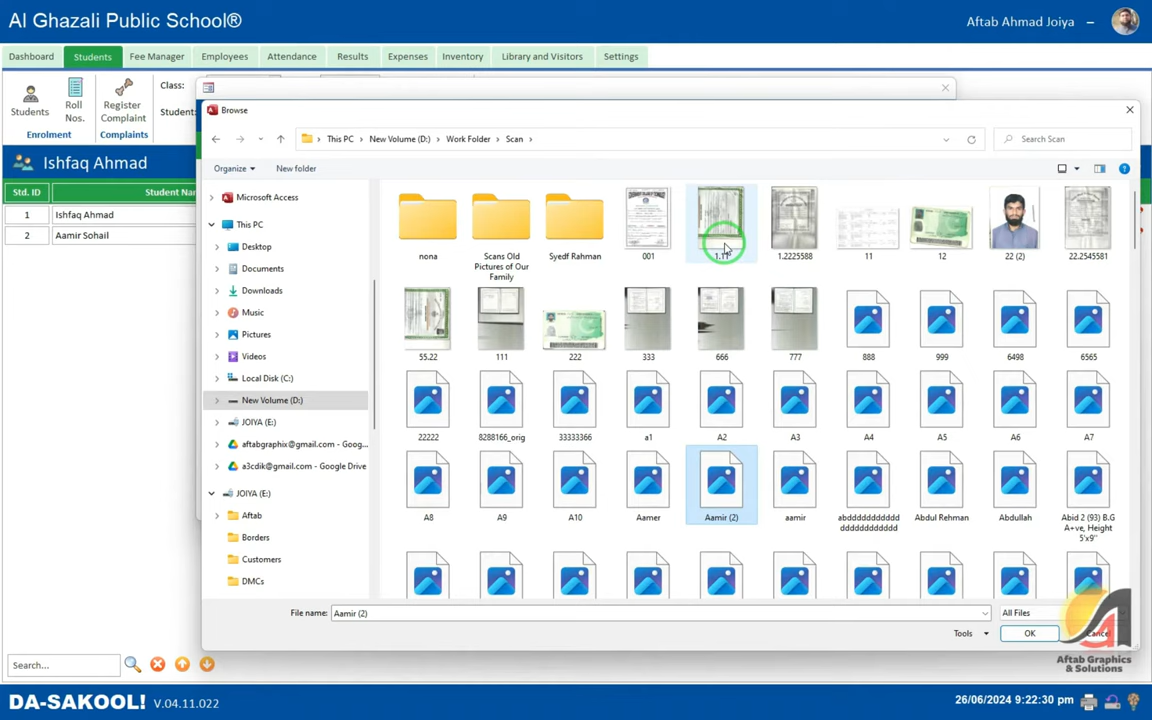 Al Ghazali Public School®
Aftab Ahmad Joiya
Dashboard Students Fee Manager Employees Attendance Results Expenses Inventory Library and Visitors Settings
Students
Roll Nos.
Register Complaint
Enrolment
Complaints
Class:
Student:
Ishfaq Ahmad
Std. ID Student Nam
1 Ishfaq Ahmad
2 Aamir Sohail
Browse
This PC New Volume (D:) Work Folder Scan
Search Scan
Organize New folder
Microsoft Access
This PC
Desktop
Documents
Downloads
Music
Pictures
Videos
Local Disk (C:)
New Volume (D:)
JOIYA (E:)
aftabgraphix@gmail.com - Goog...
a3cdik@gmail.com - Google Drive
JOIYA (E:)
Aftab
Borders
Customers
DMCs
nona
Scans Old Pictures of Our Family
Syedf Rahman
001
1.11
1.2225588
11
12
22 (2)
22.2545581
55.22
111
222
333
666
777
888
999
6498
6565
22222
8288166_orig
33333366
a1
A2
A3
A4
A5
A6
A7
A8
A9
A10
Aamer
Aamir (2)
aamir
Abdul Rehman
Abdullah
Abid 2 (93) B.G
A+ve, Height
5'x9''
File name: Aamir (2)
All Files
Tools OK Cancel
Aftab Graphics
& Solutions
Search...
DA-SAKOOL! V.04.11.022
26/06/2024 9:22:30 pm